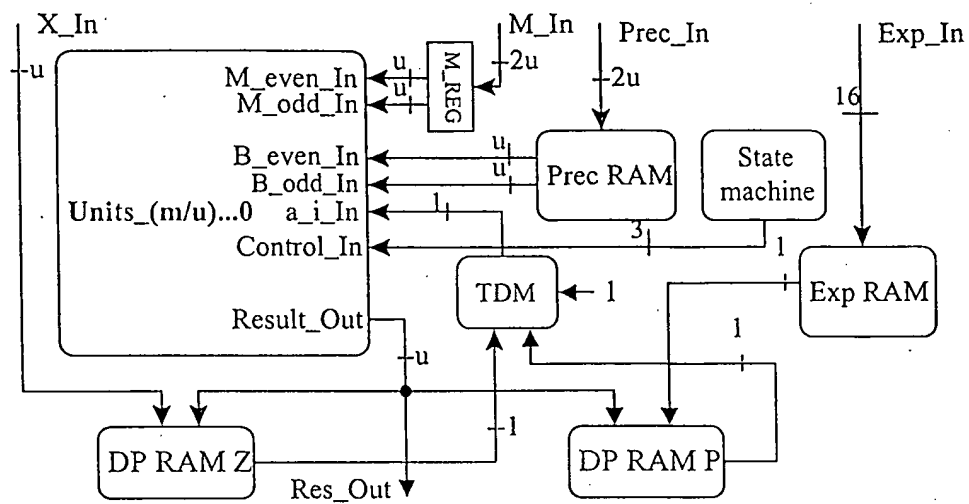 X_In
M_In
Prec_In
Exp_In
u
2u
2u
16
M_even_In
u
M_REG
M_odd_In
u
B_even_In
u
B_odd_In
u
Prec RAM
State
machine
Units_(m/u)...0
a_i_In
1
Control_In
3
1
TDM
1
Exp RAM
Result_Out
u
1
DP RAM Z
1
DP RAM P
Res_Out